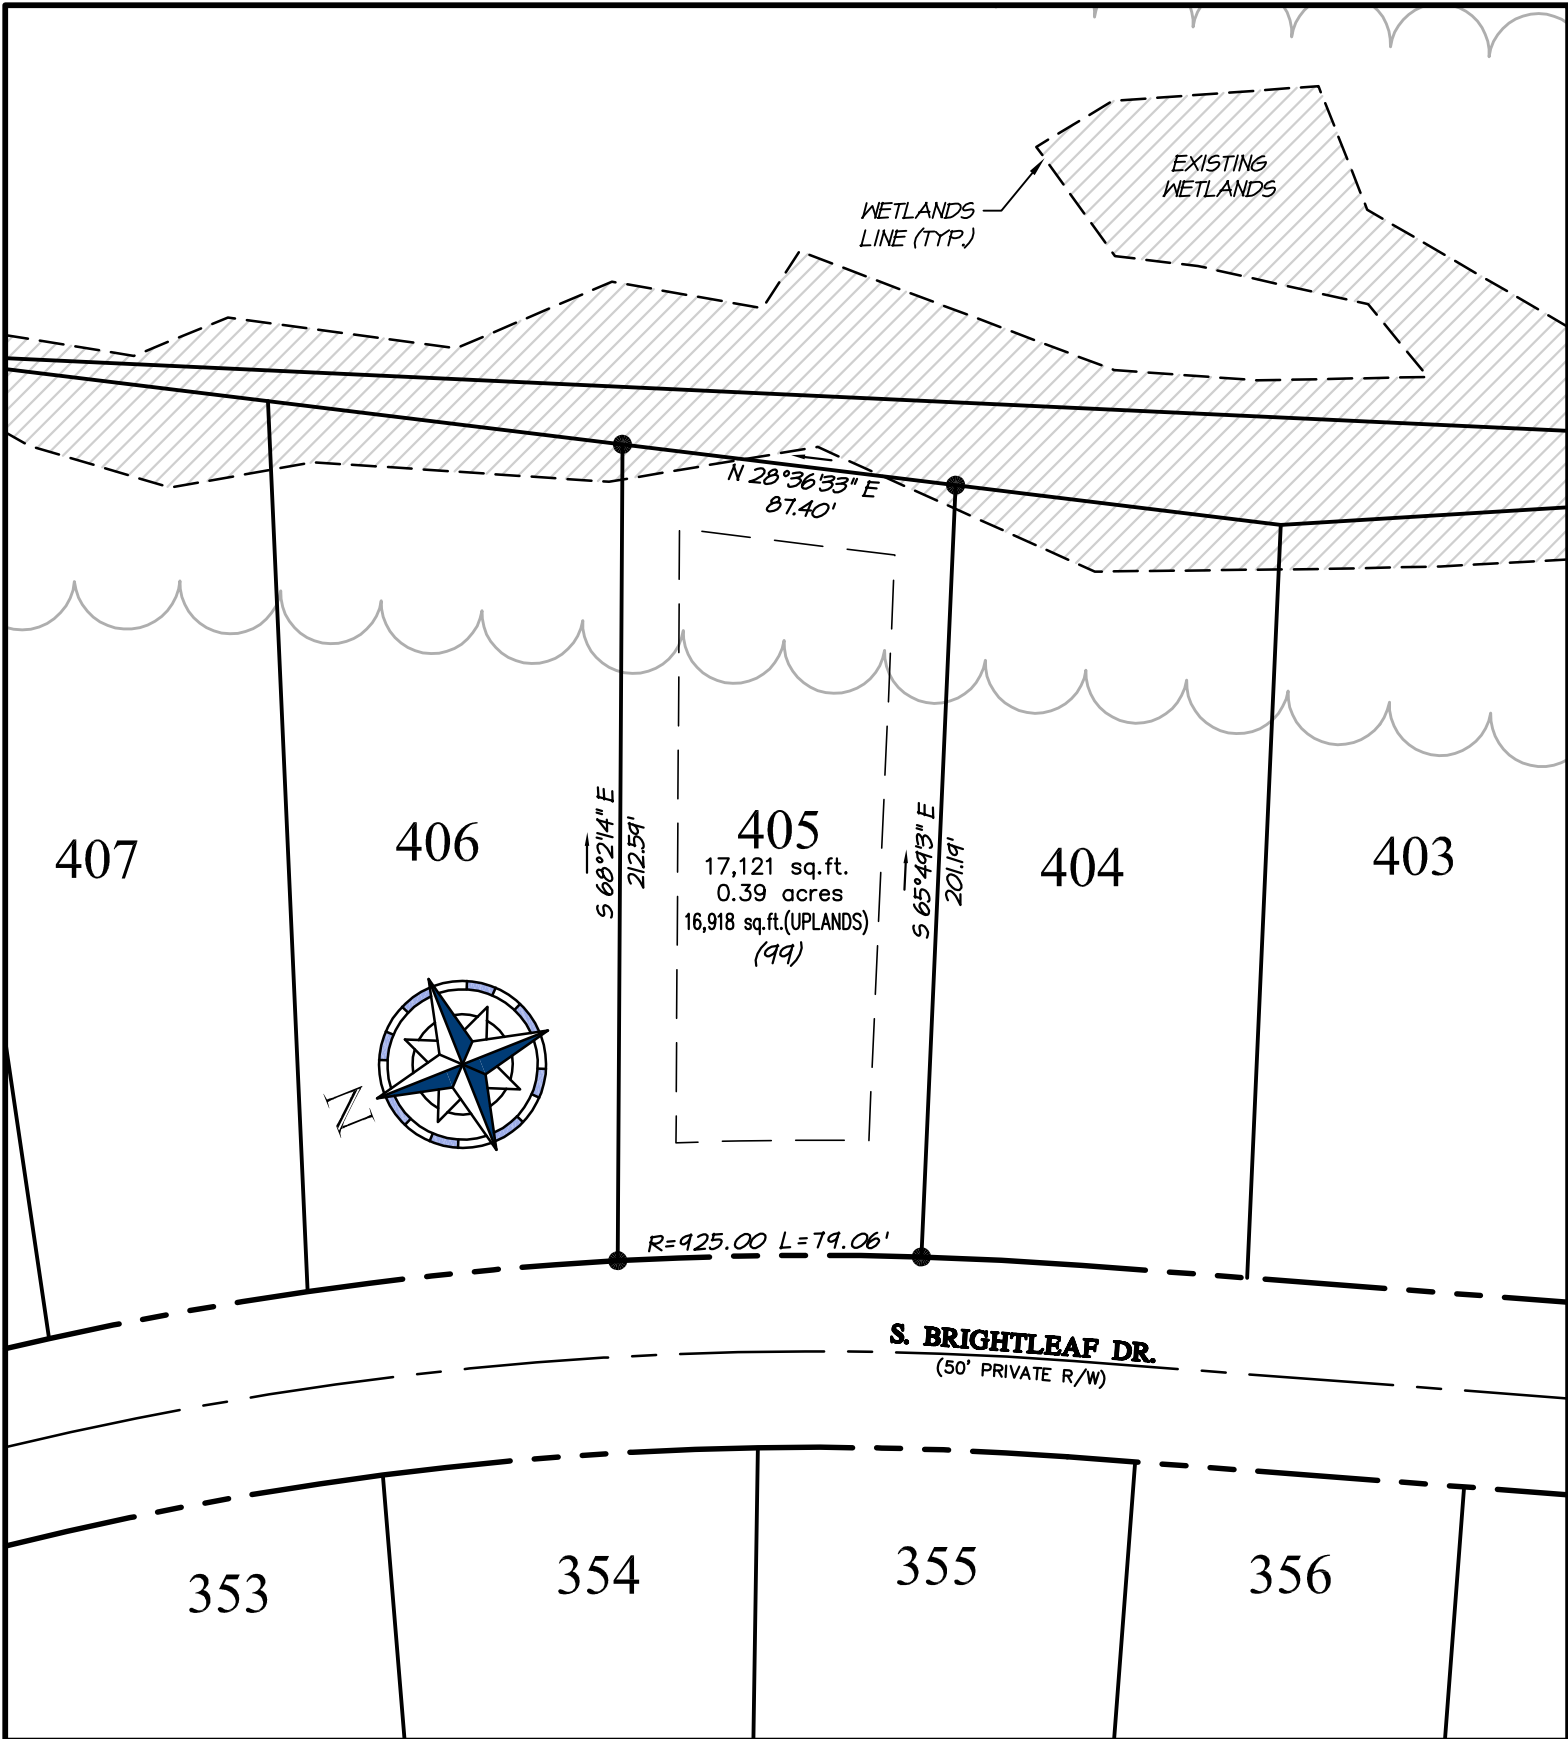 EXISTING
WETLANDS
WETLANDS
LINE (TYP.)
N 28°36'33" E
87.40'
S 68°2'14" E
212.59'
S 65°49'3" E
201.19'
407
406
405
17,121 sq.ft.
0.39 acres
16,918 sq.ft.(UPLANDS)
(99)
404
403
N
R=925.00 L=79.06'
S. BRIGHTLEAF DR.
(50' PRIVATE R/W)
353
354
355
356